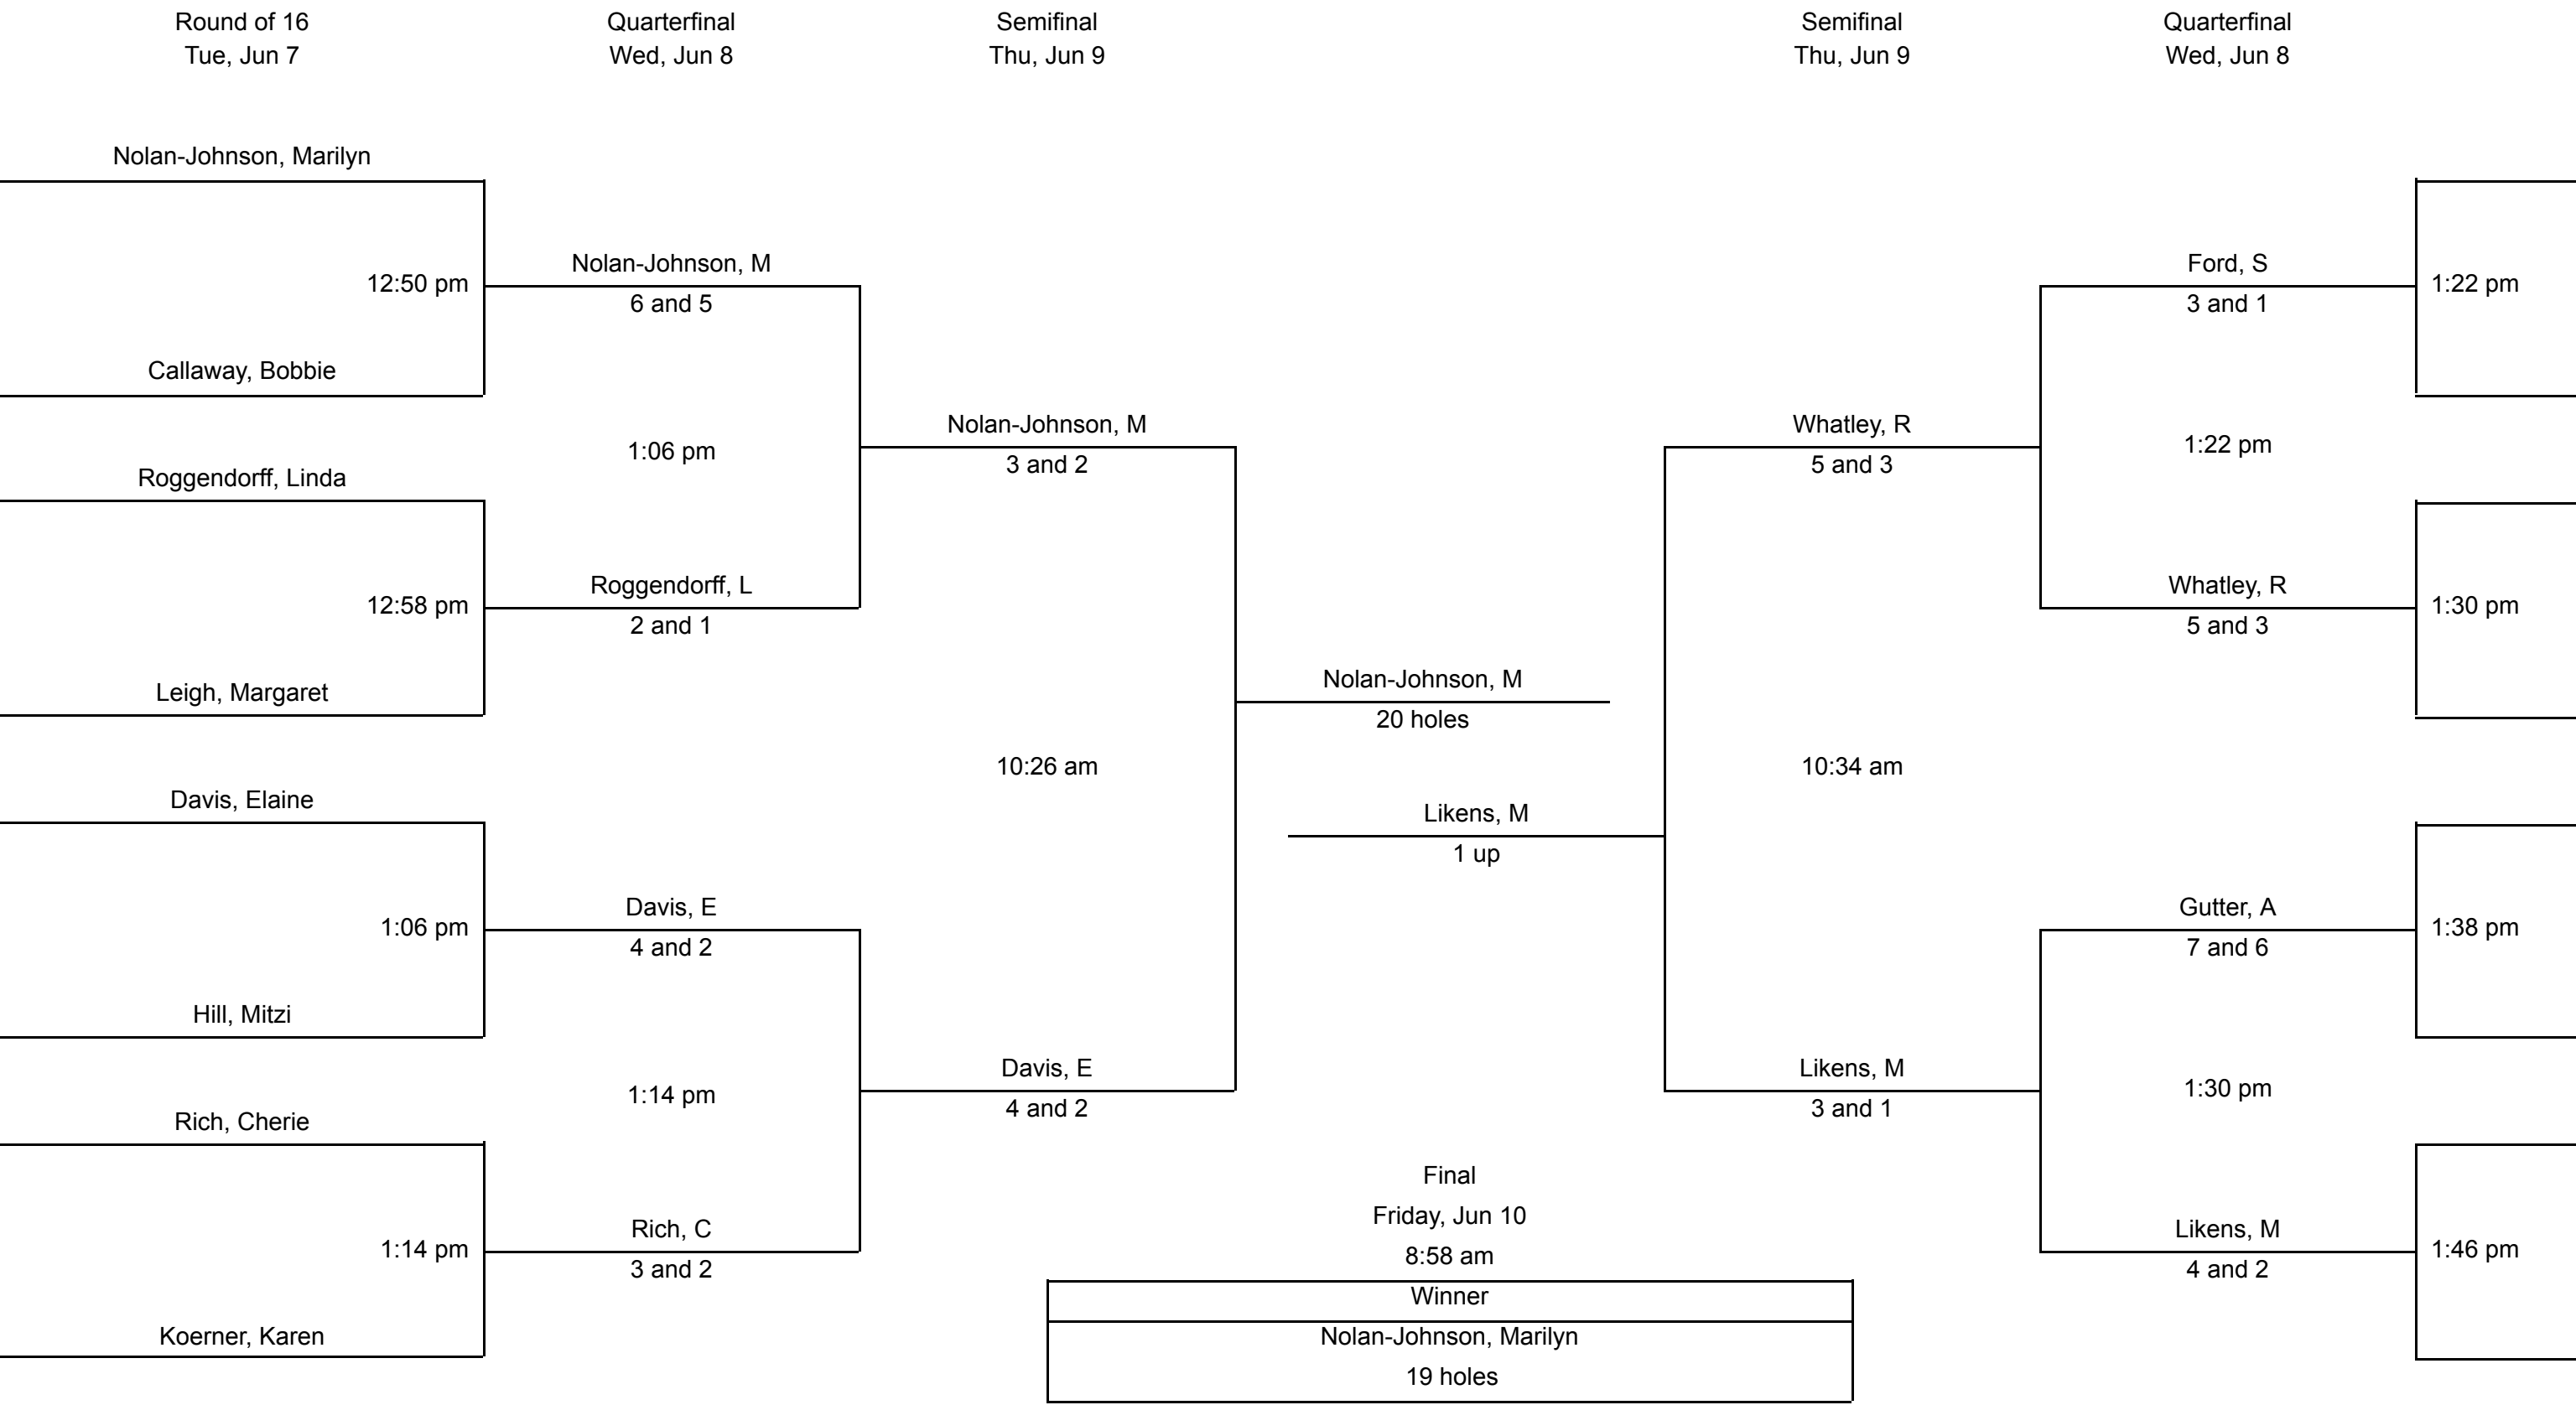 Round of 16
Tue, Jun 7
Quarterfinal
Wed, Jun 8
Semifinal
Thu, Jun 9
Semifinal
Thu, Jun 9
Quarterfinal
Wed, Jun 8
Nolan-Johnson, Marilyn
12:50 pm
Callaway, Bobbie
Roggendorff, Linda
12:58 pm
Leigh, Margaret
Davis, Elaine
1:06 pm
Hill, Mitzi
Rich, Cherie
1:14 pm
Koerner, Karen
Nolan-Johnson, M
6 and 5
1:06 pm
Roggendorff, L
2 and 1
Davis, E
4 and 2
1:14 pm
Rich, C
3 and 2
Nolan-Johnson, M
3 and 2
10:26 am
Davis, E
4 and 2
Nolan-Johnson, M
20 holes
Likens, M
1 up
Final
Friday, Jun 10
8:58 am
Winner
Nolan-Johnson, Marilyn
19 holes
Whatley, R
5 and 3
10:34 am
Likens, M
3 and 1
Ford, S
3 and 1
1:22 pm
Whatley, R
5 and 3
Gutter, A
7 and 6
1:30 pm
Likens, M
4 and 2
1:22 pm
1:30 pm
1:38 pm
1:46 pm